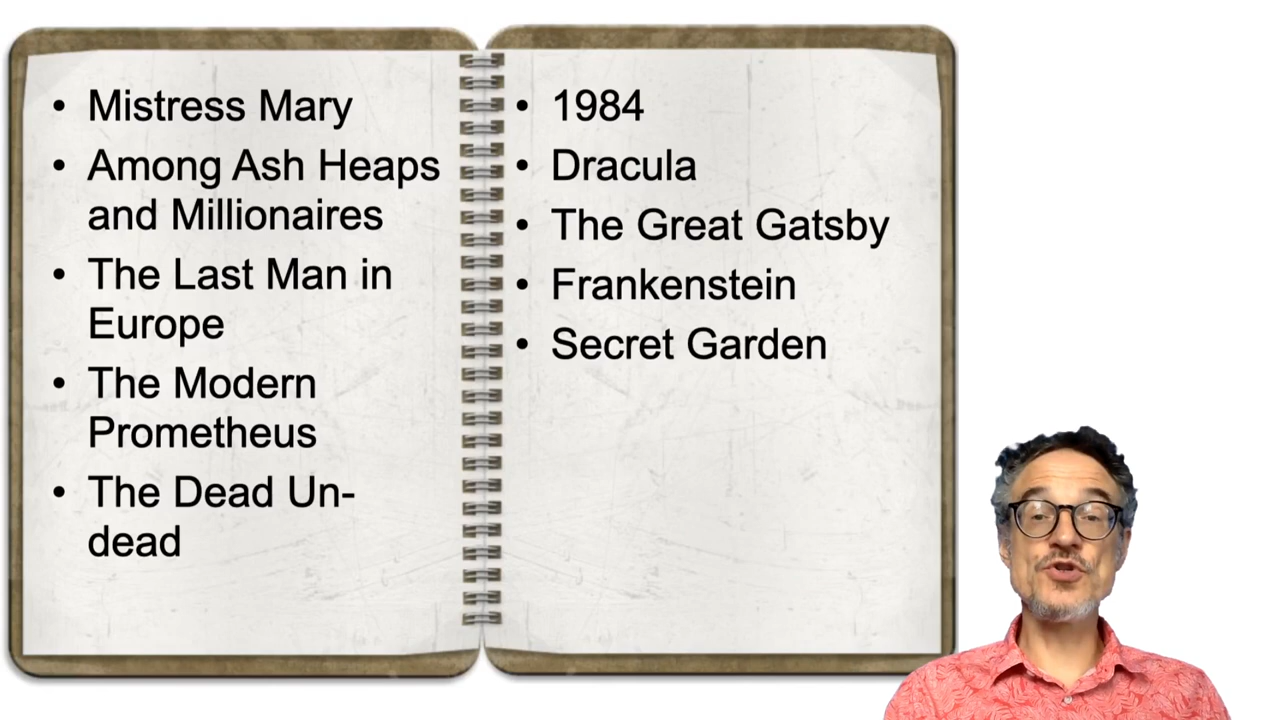 • Mistress Mary
• Among Ash Heaps
and Millionaires
• The Last Man in
Europe
• The Modern
Prometheus
• The Dead Un-
dead
• 1984
• Dracula
• The Great Gatsby
• Frankenstein
• Secret Garden